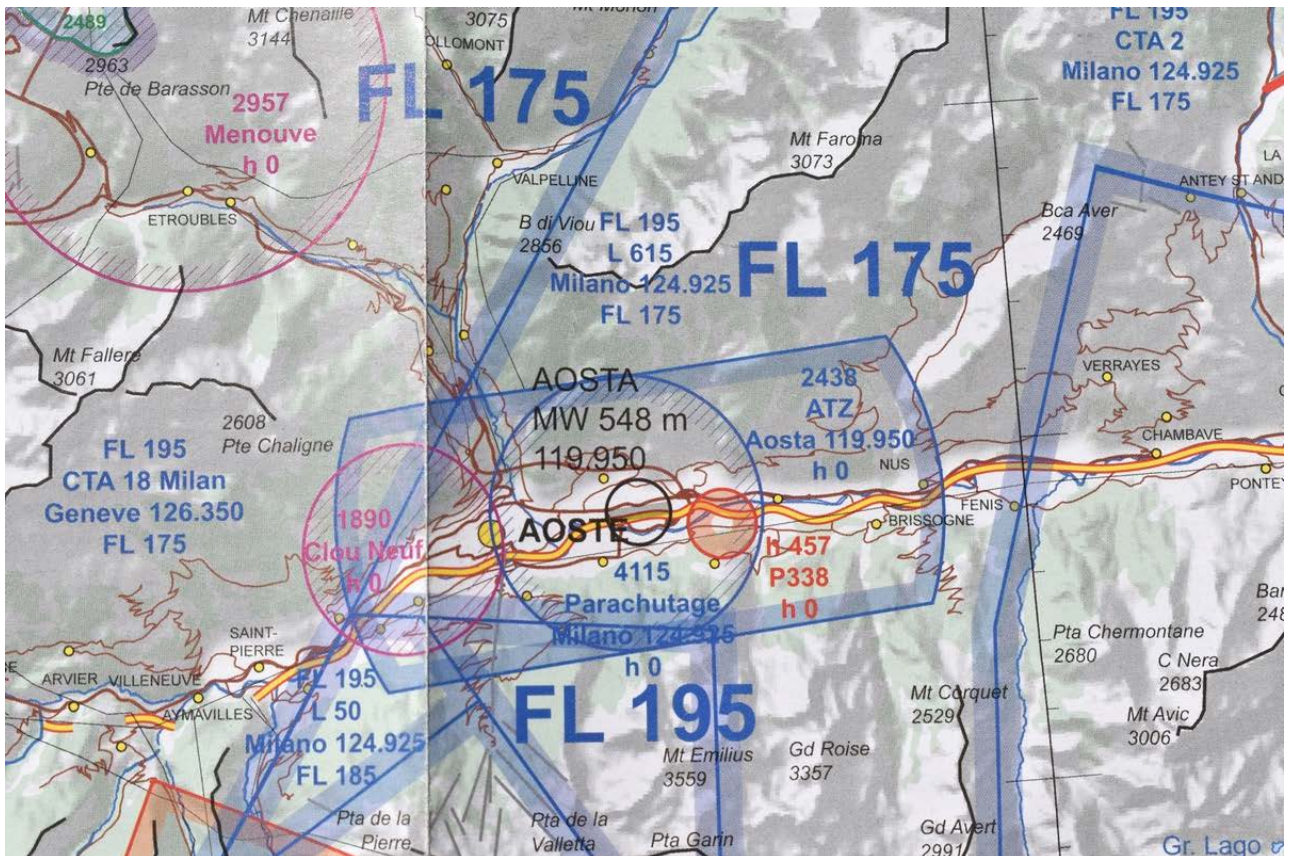 2489
Mt Chenaille
3144
3075
OLLOMONT
FL 195
CTA 2
Milano 124.925
FL 175
2963
Pte de Barasson
FL 175
2957
Menouve
h 0
Mt Faroma
3073
LA
VALPELLINE
ANTEY ST AND
ETROUBLES
B di Viou
2856
FL 195
L 615
Milano 124.925
FL 175
FL 175
Bca Aver
2469
Mt Fallere
3061
VERRAYES
AOSTA
MW 548 m
119.950
2438
ATZ
Aosta 119.950
h 0
NUS
2608
Pte Chaligne
CHAMBAVE
FL 195
CTA 18 Milan
Geneve 126.350
FL 175
PONTEY
1890
Clou Neuf
h 0
AOSTE
FENIS
BRISSOGNE
h 457
P338
h 0
4115
Parachutage
Milano 124.925
h 0
SAINT-
PIERRE
Pta Chermontane
2680
C Nera
2683
ARVIER
VILLENEUVE
AYMAVILLES
FL 195
L 50
Milano 124.925
FL 185
FL 195
Mt Corquet
2529
Mt Avic
3006
Mt Emilius
3559
Gd Roise
3357
Pta de la
Pierre
Pta de la
Valletta
Pta Garin
Gd Avert
2991
Gr. Lago